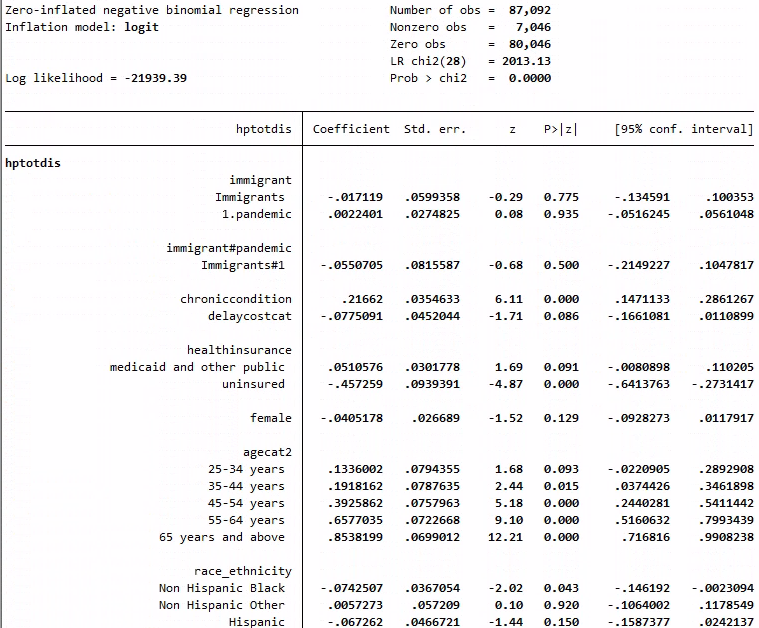 Zero-inflated negative binomial regression Number of obs = 87,092
Inflation model: logit Nonzero obs = 7,046
Zero obs = 80,046
LR chi2(28) = 2013.13
Log likelihood = -21939.39 Prob > chi2 = 0.0000
hptotdis Coefficient Std. err. z P>|z| [95% conf. interval]
hptotdis
immigrant
Immigrants -.017119 .0599358 -0.29 0.775 -.134591 .100353
1.pandemic .0022401 .0274825 0.08 0.935 -.0516245 .0561048
immigrant#pandemic
Immigrants#1 -.0550705 .0815587 -0.68 0.500 -.2149227 .1047817
chroniccondition .21662 .0354633 6.11 0.000 .1471133 .2861267
delaycostcat -.0775091 .0452044 -1.71 0.086 -.1661081 .0110899
healthinsurance
medicaid and other public .0510576 .0301778 1.69 0.091 -.0080898 .110205
uninsured -.457259 .0939391 -4.87 0.000 -.6413763 -.2731417
female -.0405178 .026689 -1.52 0.129 -.0928273 .0117917
agecat2
25-34 years .1336002 .0794355 1.68 0.093 -.0220905 .2892908
35-44 years .1918162 .0787635 2.44 0.015 .0374426 .3461898
45-54 years .3925862 .0757963 5.18 0.000 .2440281 .5411442
55-64 years .6577035 .0722668 9.10 0.000 .5160632 .7993439
65 years and above .8538199 .0699012 12.21 0.000 .716816 .9908238
race_ethnicity
Non Hispanic Black -.0742507 .0367054 -2.02 0.043 -.146192 -.0023094
Non Hispanic Other .0057273 .057209 0.10 0.920 -.1064002 .1178549
Hispanic -.067262 .0466721 -1.44 0.150 -.1587377 .0242137